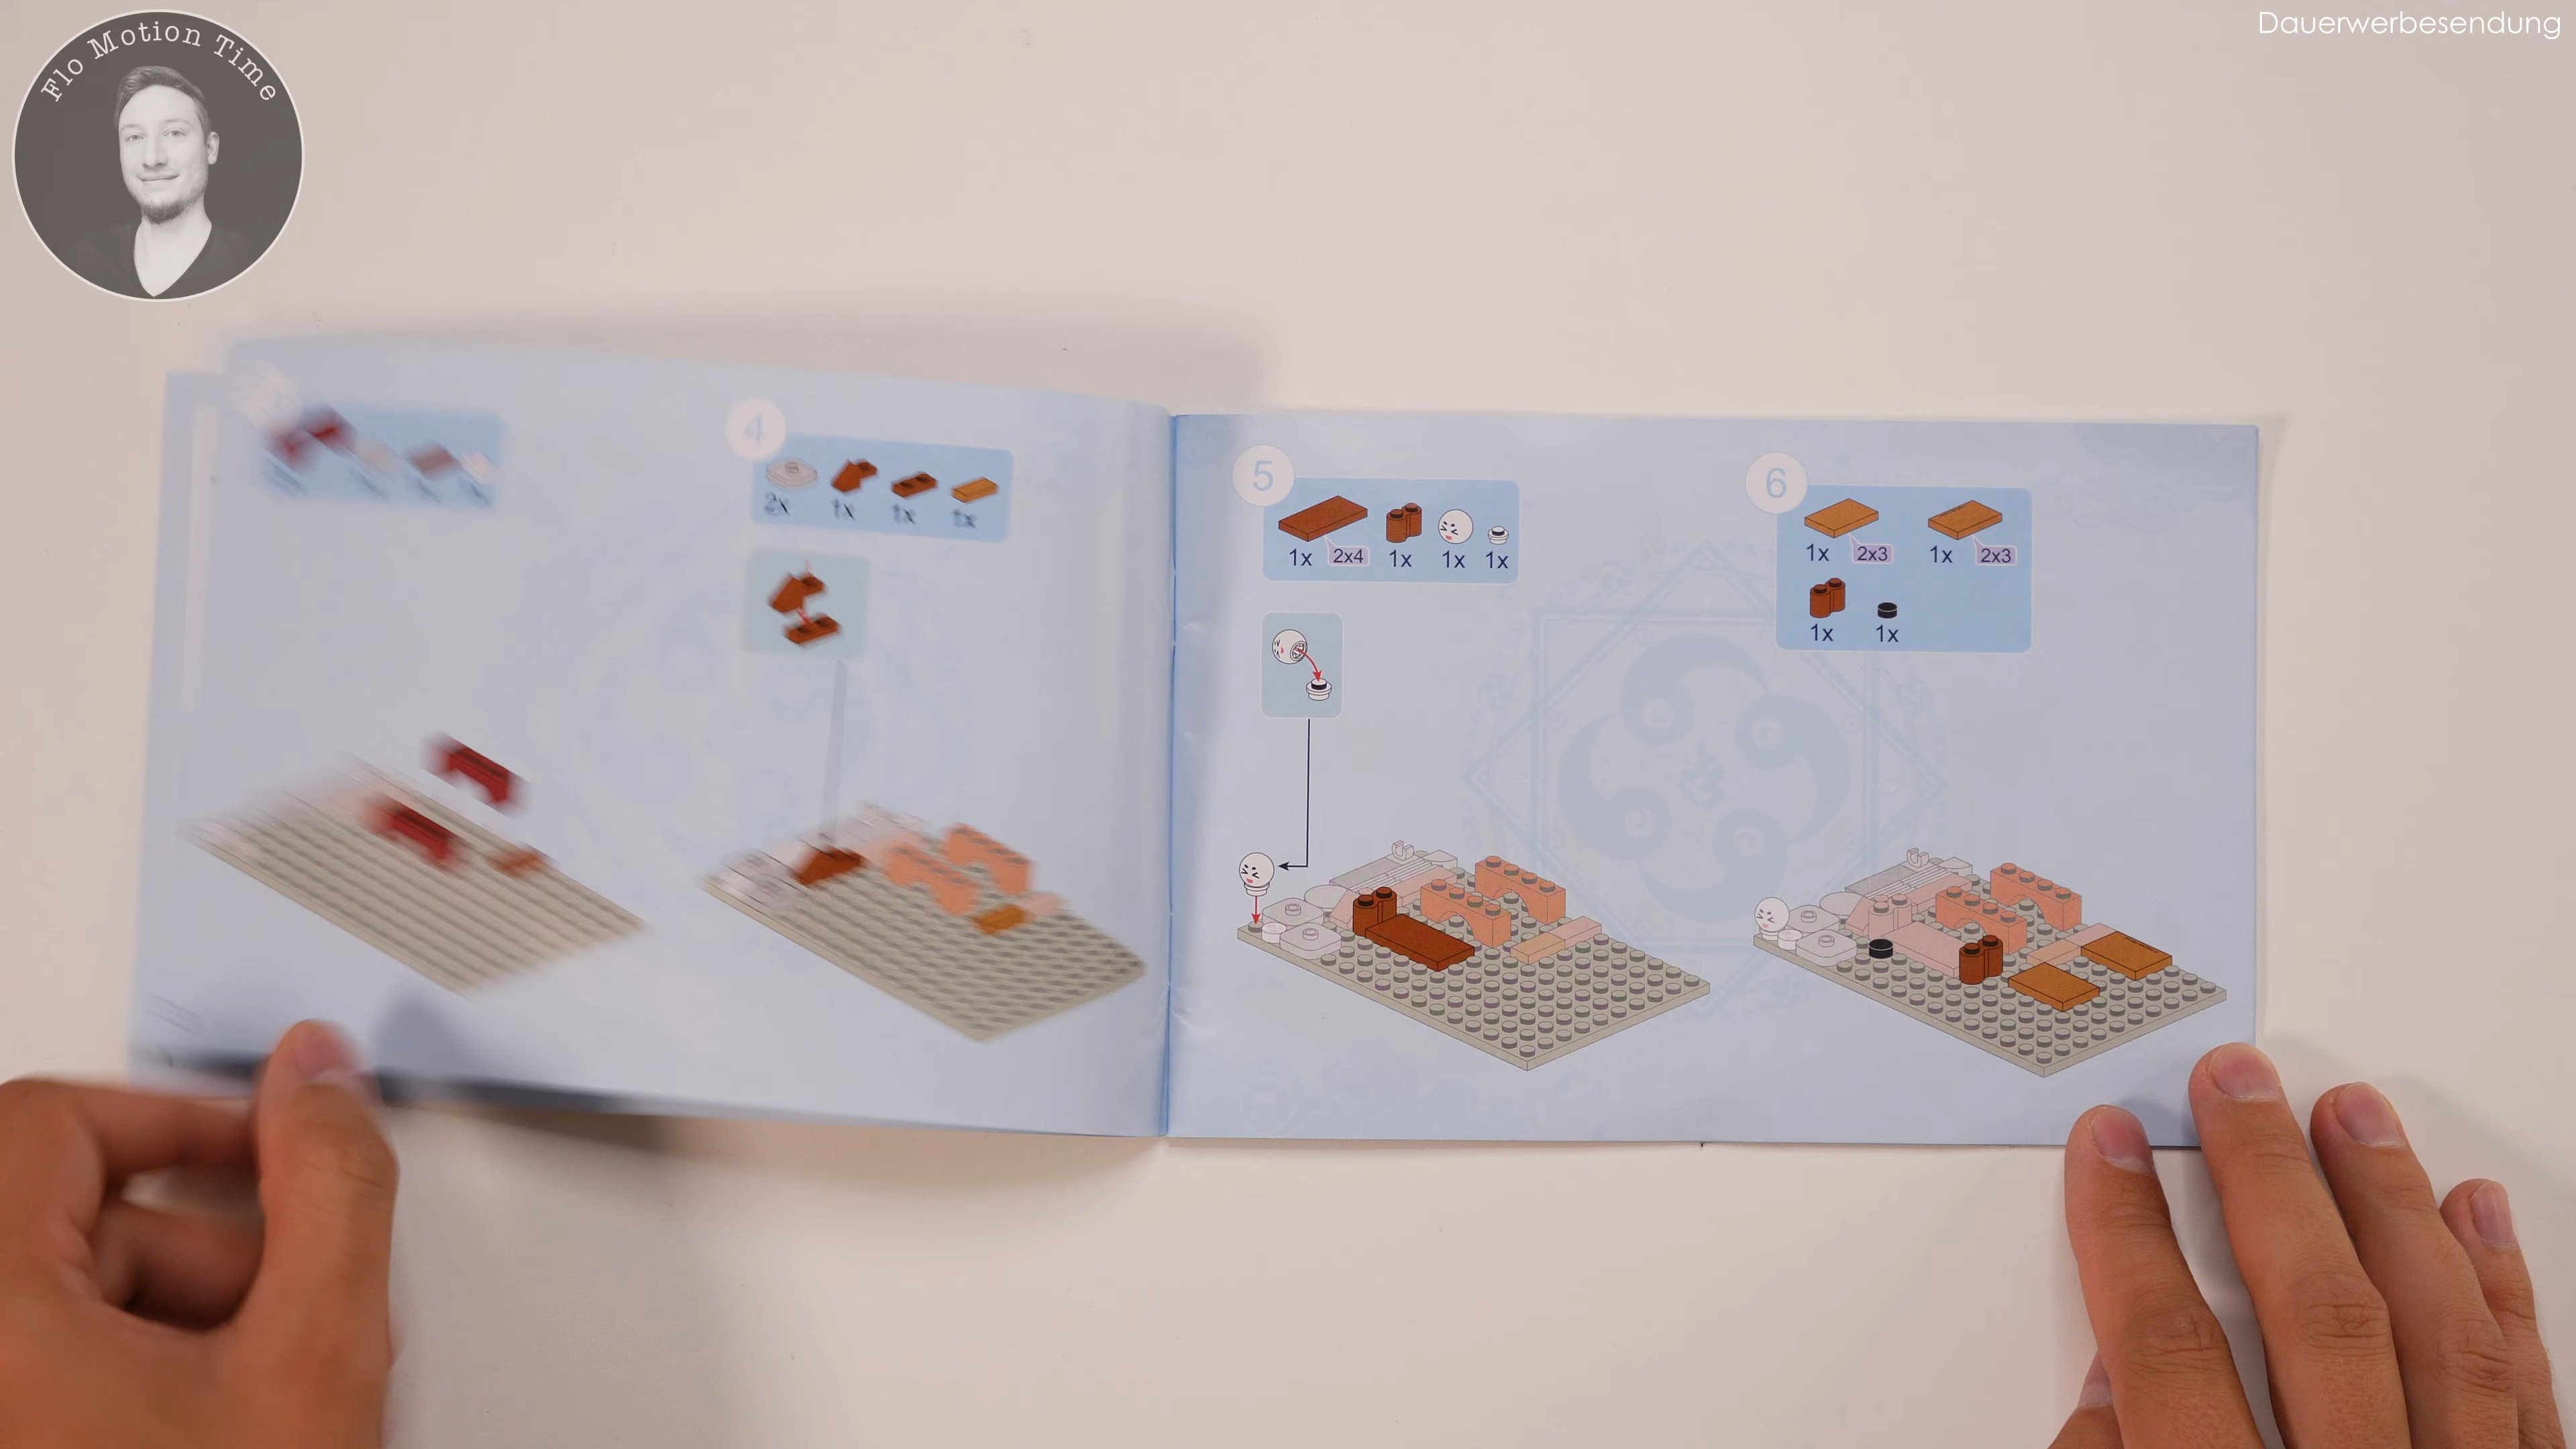 Flo Motion Time
Dauerwerbesendung
4
2x 1x 1x 1x
5
1x 2x4 1x 1x 1x
6
1x 2x3 1x 2x3
1x 1x